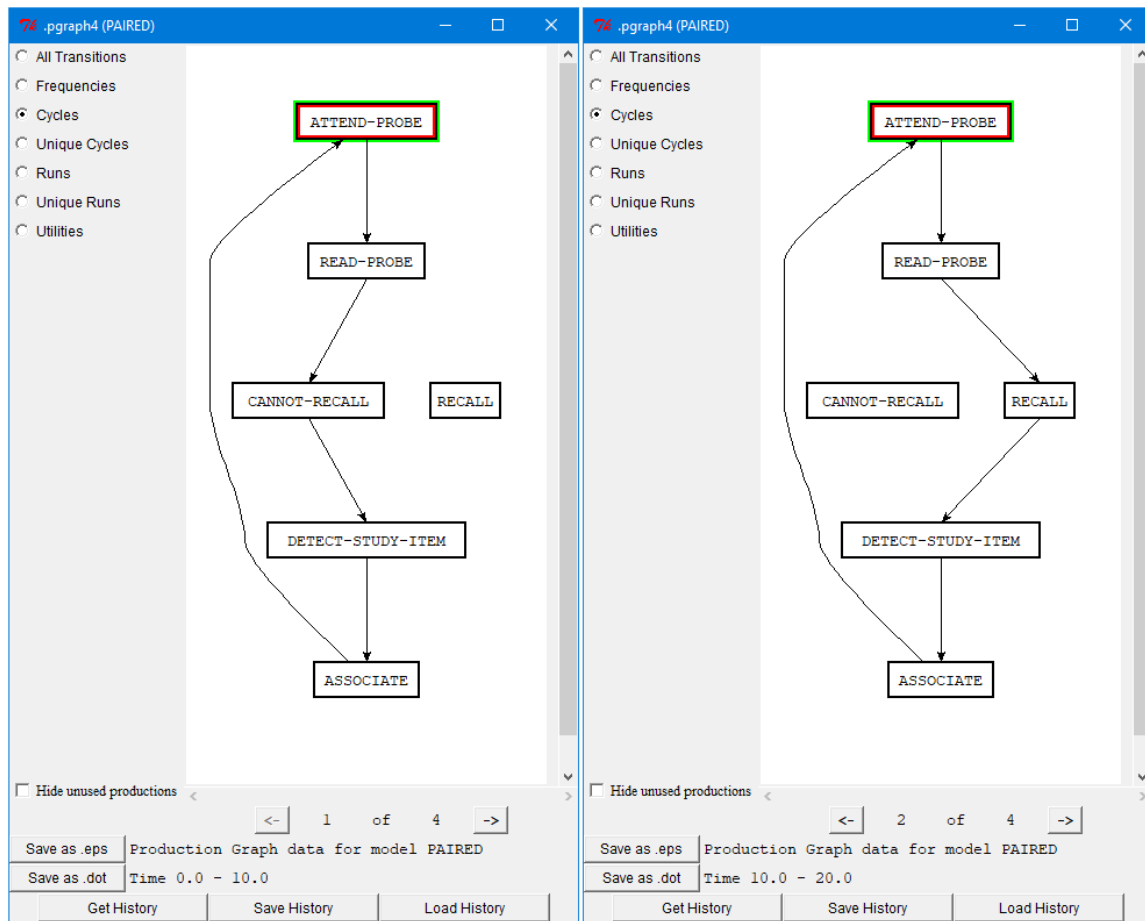 .pgraph4 (PAIRED)
All Transitions
Frequencies
Cycles
Unique Cycles
Runs
Unique Runs
Utilities
ATTEND-PROBE
READ-PROBE
CANNOT-RECALL RECALL
DETECT-STUDY-ITEM
ASSOCIATE
Hide unused productions
<- 1 of 4 ->
Save as .eps Production Graph data for model PAIRED
Save as .dot Time 0.0 - 10.0
Get History Save History Load History
.pgraph4 (PAIRED)
All Transitions
Frequencies
Cycles
Unique Cycles
Runs
Unique Runs
Utilities
ATTEND-PROBE
READ-PROBE
CANNOT-RECALL RECALL
DETECT-STUDY-ITEM
ASSOCIATE
Hide unused productions
<- 2 of 4 ->
Save as .eps Production Graph data for model PAIRED
Save as .dot Time 10.0 - 20.0
Get History Save History Load History